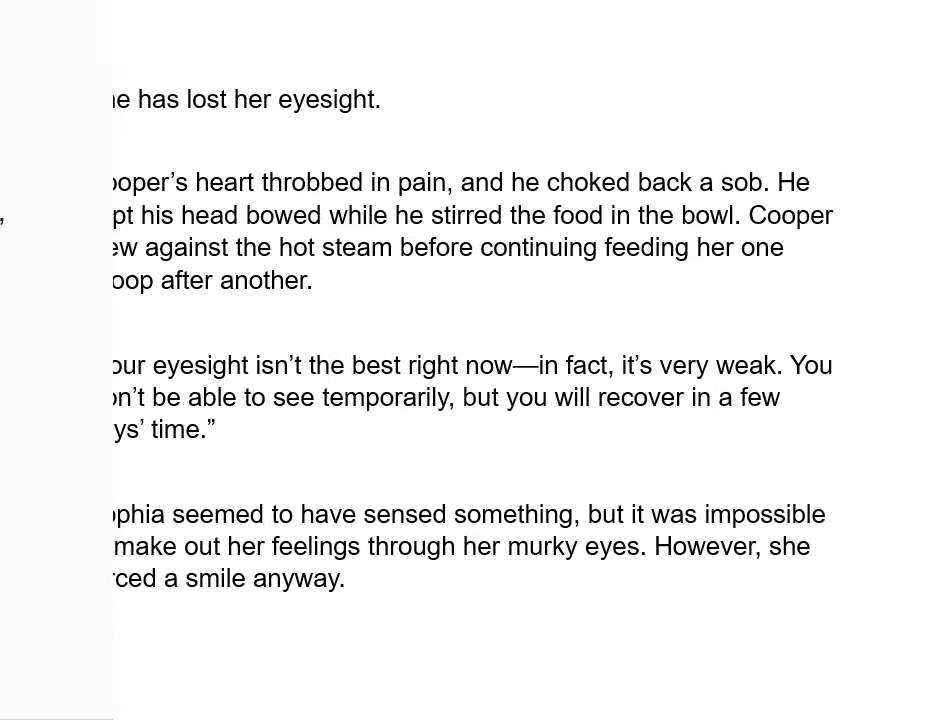 he has lost her eyesight.
ooper’s heart throbbed in pain, and he choked back a sob. He
pt his head bowed while he stirred the food in the bowl. Cooper
ew against the hot steam before continuing feeding her one
oop after another.
our eyesight isn’t the best right now—in fact, it’s very weak. You
on’t be able to see temporarily, but you will recover in a few
ys’ time.”
ophia seemed to have sensed something, but it was impossible
make out her feelings through her murky eyes. However, she
rced a smile anyway.